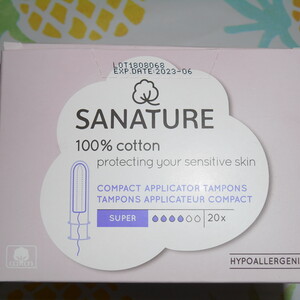 LOT1808068
EXP.DATE:2023-06
SANATURE
100% cotton
protecting your sensitive skin
COMPACT APPLICATOR TAMPONS
TAMPONS APPLICATEUR COMPACT
SUPER 20x